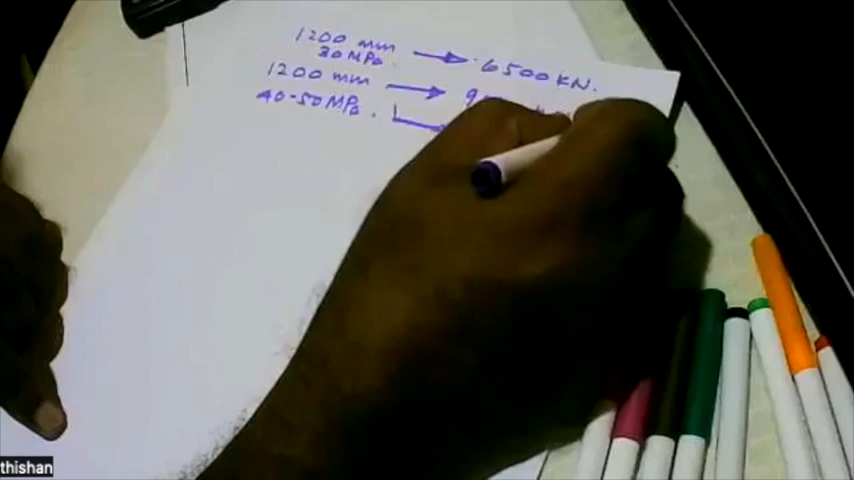 1200 mm → 6500 KN.
30 MPa.
1200 mm →
40-50 MPa.
thishan